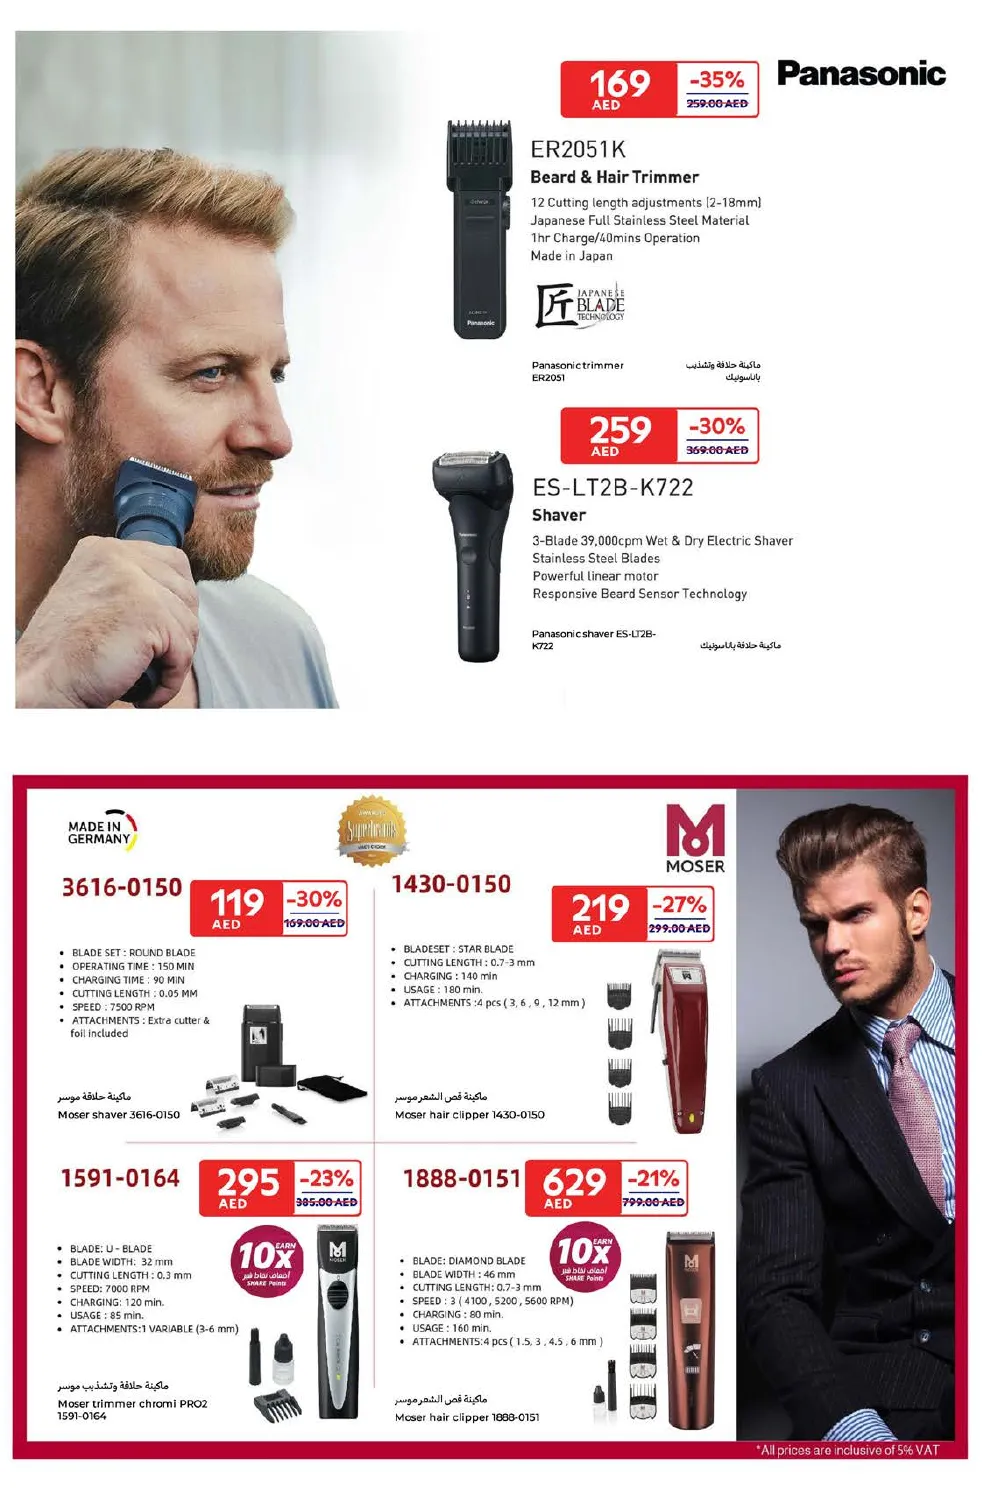 Panasonic
169
AED
-35%
259.00 AED
ER2051K
Beard & Hair Trimmer
12 Cutting length adjustments (2-18mm)
Japanese Full Stainless Steel Material
1hr Charge/40mins Operation
Made in Japan
匠 JAPANESE
BLADE
TECHNOLOGY
Panasonic
Panasonic trimmer
ER2051
ماكينة حلاقة وتشذيب
باناسونيك
259
AED
-30%
369.00 AED
ES-LT2B-K722
Shaver
3-Blade 39,000cpm Wet & Dry Electric Shaver
Stainless Steel Blades
Powerful linear motor
Responsive Beard Sensor Technology
Panasonic shaver ES-LT2B-
K722
ماكينة حلاقة باناسونيك
MADE IN
GERMANY
Superbrands
MOSER
3616-0150
119
AED
-30%
169.00 AED
• BLADE SET : ROUND BLADE
• OPERATING TIME : 150 MIN
• CHARGING TIME : 90 MIN
• CUTTING LENGTH : 0.05 MM
• SPEED : 7500 RPM
• ATTACHMENTS : Extra cutter &
foil included
ماكينة حلاقة موسر
Moser shaver 3616-0150
1430-0150
219
AED
-27%
299.00 AED
• BLADESET : STAR BLADE
• CUTTING LENGTH : 0.7-3 mm
• CHARGING : 140 min
• USAGE : 180 min.
• ATTACHMENTS :4 pcs ( 3, 6 , 9 , 12 mm )
ماكينة قص الشعر موسر
Moser hair clipper 1430-0150
1591-0164
295
AED
-23%
385.00 AED
EARN
10x
أضعاف نقاط شير
SHARE Points
• BLADE: U - BLADE
• BLADE WIDTH: 32 mm
• CUTTING LENGTH : 0.3 mm
• SPEED: 7000 RPM
• CHARGING: 120 min.
• USAGE : 85 min.
• ATTACHMENTS:1 VARIABLE (3-6 mm)
MOSER
ماكينة حلاقة وتشذيب موسر
Moser trimmer chromi PRO2
1591-0164
1888-0151
629
AED
-21%
799.00 AED
EARN
10x
أضعاف نقاط شير
SHARE Points
• BLADE: DIAMOND BLADE
• BLADE WIDTH : 46 mm
• CUTTING LENGTH: 0.7-3 mm
• SPEED : 3 ( 4100 , 5200 , 5600 RPM)
• CHARGING : 80 min.
• USAGE : 160 min.
• ATTACHMENTS:4 pcs ( 1.5, 3 , 4.5 , 6 mm )
ماكينة قص الشعر موسر
Moser hair clipper 1888-0151
*All prices are inclusive of 5% VAT